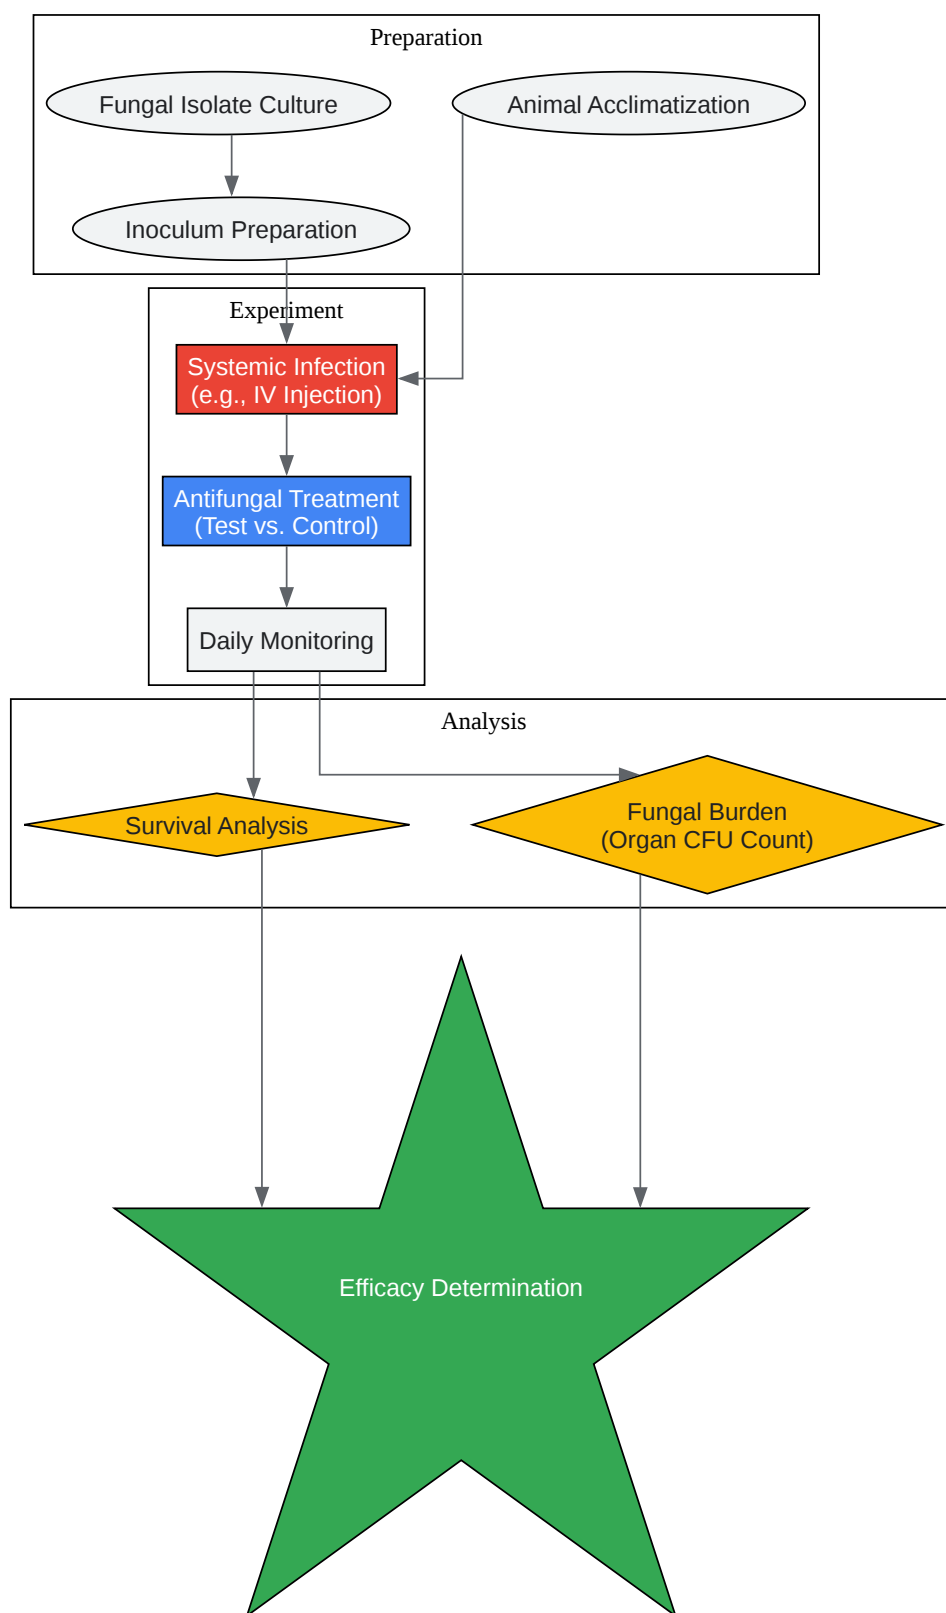 Preparation
Fungal Isolate Culture
Animal Acclimatization
Inoculum Preparation
Experiment
Systemic Infection
(e.g., IV Injection)
Antifungal Treatment
(Test vs. Control)
Daily Monitoring
Analysis
Survival Analysis
Fungal Burden
(Organ CFU Count)
Efficacy Determination